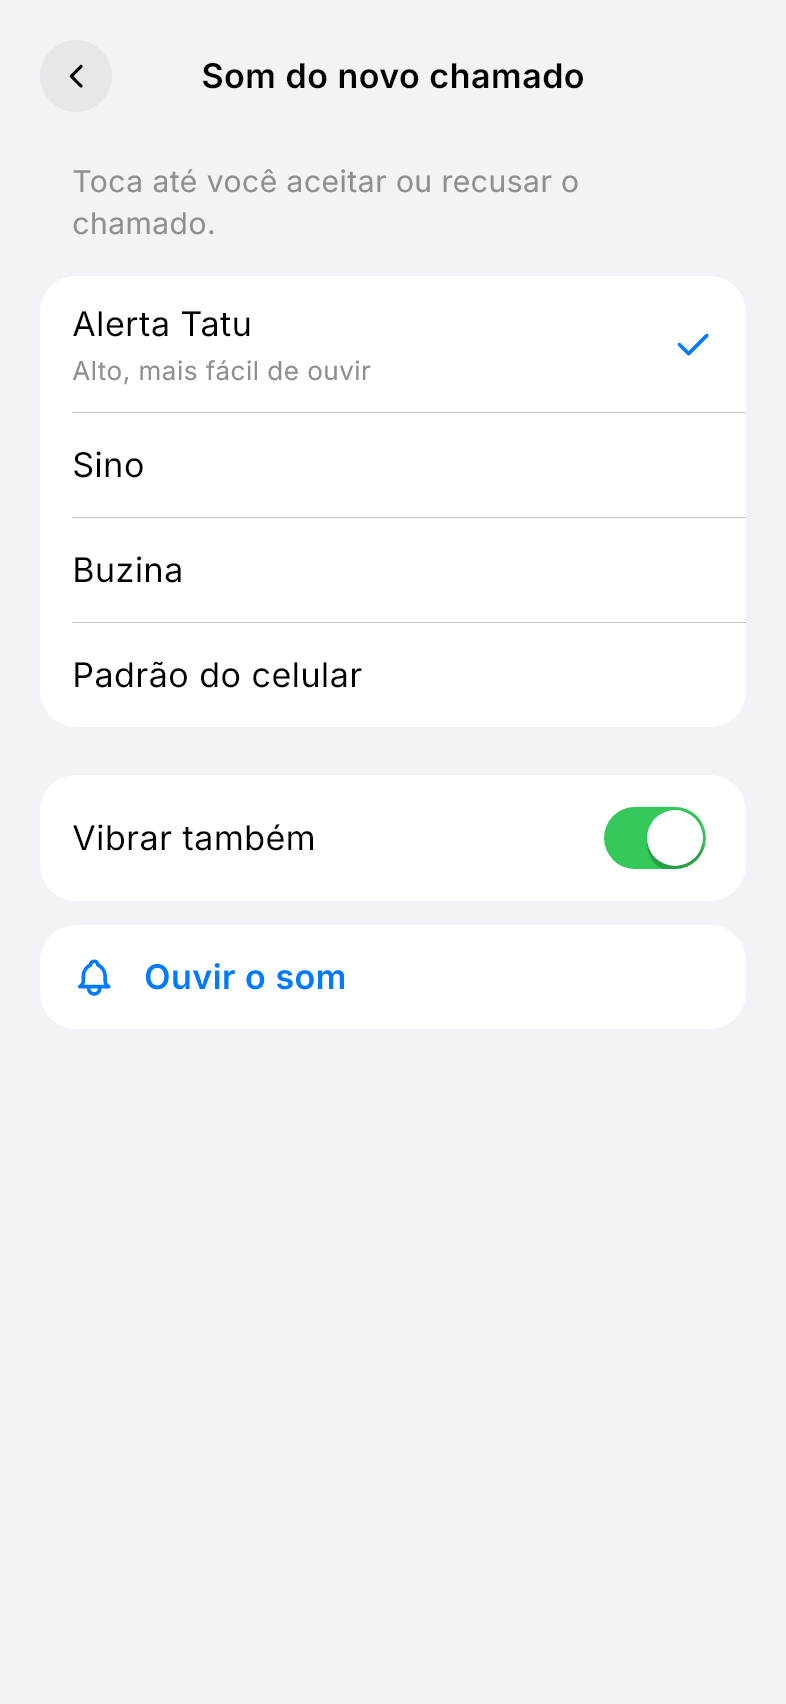 Som do novo chamado
Toca até você aceitar ou recusar o
chamado.
Alerta Tatu
Alto, mais fácil de ouvir
Sino
Buzina
Padrão do celular
Vibrar também
Ouvir o som